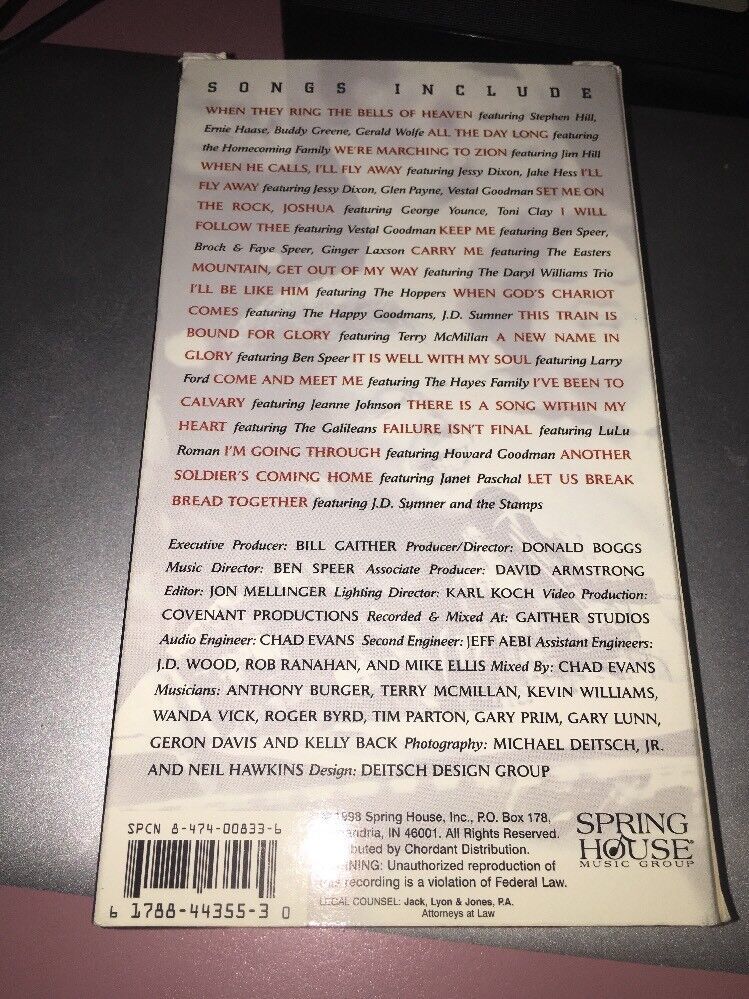 SONGS INCLUDE
WHEN THEY RING THE BELLS OF HEAVEN featuring Stephen Hill,
Ernie Haase, Buddy Greene, Gerald Wolfe ALL THE DAY LONG featuring
the Homecoming Family WE'RE MARCHING TO ZION featuring Jim Hill
WHEN HE CALLS, I'LL FLY AWAY featuring Jessy Dixon, Jake Hess I'LL
FLY AWAY featuring Jessy Dixon, Glen Payne, Vestal Goodman SET ME ON
THE ROCK, JOSHUA featuring George Younce, Toni Clay I WILL
FOLLOW THEE featuring Vestal Goodman KEEP ME featuring Ben Speer,
Brock & Faye Speer, Ginger Laxson CARRY ME featuring The Easters
MOUNTAIN, GET OUT OF MY WAY featuring The Daryl Williams Trio
I'LL BE LIKE HIM featuring The Hoppers WHEN GOD'S CHARIOT
COMES featuring The Happy Goodmans, J.D. Sumner THIS TRAIN IS
BOUND FOR GLORY featuring Terry McMillan A NEW NAME IN
GLORY featuring Ben Speer IT IS WELL WITH MY SOUL featuring Larry
Ford COME AND MEET ME featuring The Hayes Family I'VE BEEN TO
CALVARY featuring Jeanne Johnson THERE IS A SONG WITHIN MY
HEART featuring The Galileans FAILURE ISN'T FINAL featuring LuLu
Roman I'M GOING THROUGH featuring Howard Goodman ANOTHER
SOLDIER'S COMING HOME featuring Janet Paschal LET US BREAK
BREAD TOGETHER featuring J.D. Sumner and the Stamps
Executive Producer: BILL GAITHER Producer/Director: DONALD BOGGS
Music Director: BEN SPEER Associate Producer: DAVID ARMSTRONG
Editor: JON MELLINGER Lighting Director: KARL KOCH Video Production:
COVENANT PRODUCTIONS Recorded & Mixed At: GAITHER STUDIOS
Audio Engineer: CHAD EVANS Second Engineer: JEFF AEBI Assistant Engineers:
J.D. WOOD, ROB RANAHAN, AND MIKE ELLIS Mixed By: CHAD EVANS
Musicians: ANTHONY BURGER, TERRY MCMILLAN, KEVIN WILLIAMS,
WANDA VICK, ROGER BYRD, TIM PARTON, GARY PRIM, GARY LUNN,
GERON DAVIS AND KELLY BACK Photography: MICHAEL DEITSCH, JR.
AND NEIL HAWKINS Design: DEITSCH DESIGN GROUP
SPCN 8-474-00833-6
6 1788-44355-3 0
1998 Spring House, Inc., P.O. Box 178,
IN 46001. All Rights Reserved.
by Chordant Distribution.
Unauthorized reproduction of
this recording is a violation of Federal Law.
LEGAL COUNSEL: Jack, Lyon & Jones, P.A.
Attorneys at Law
SPRING
HOUSE
MUSIC GROUP